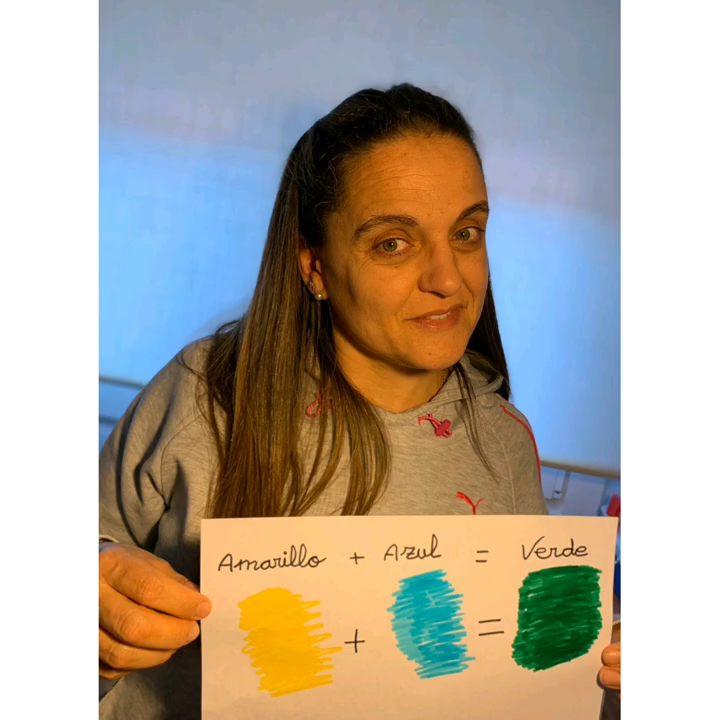 Amarillo + Azul = Verde
+ =